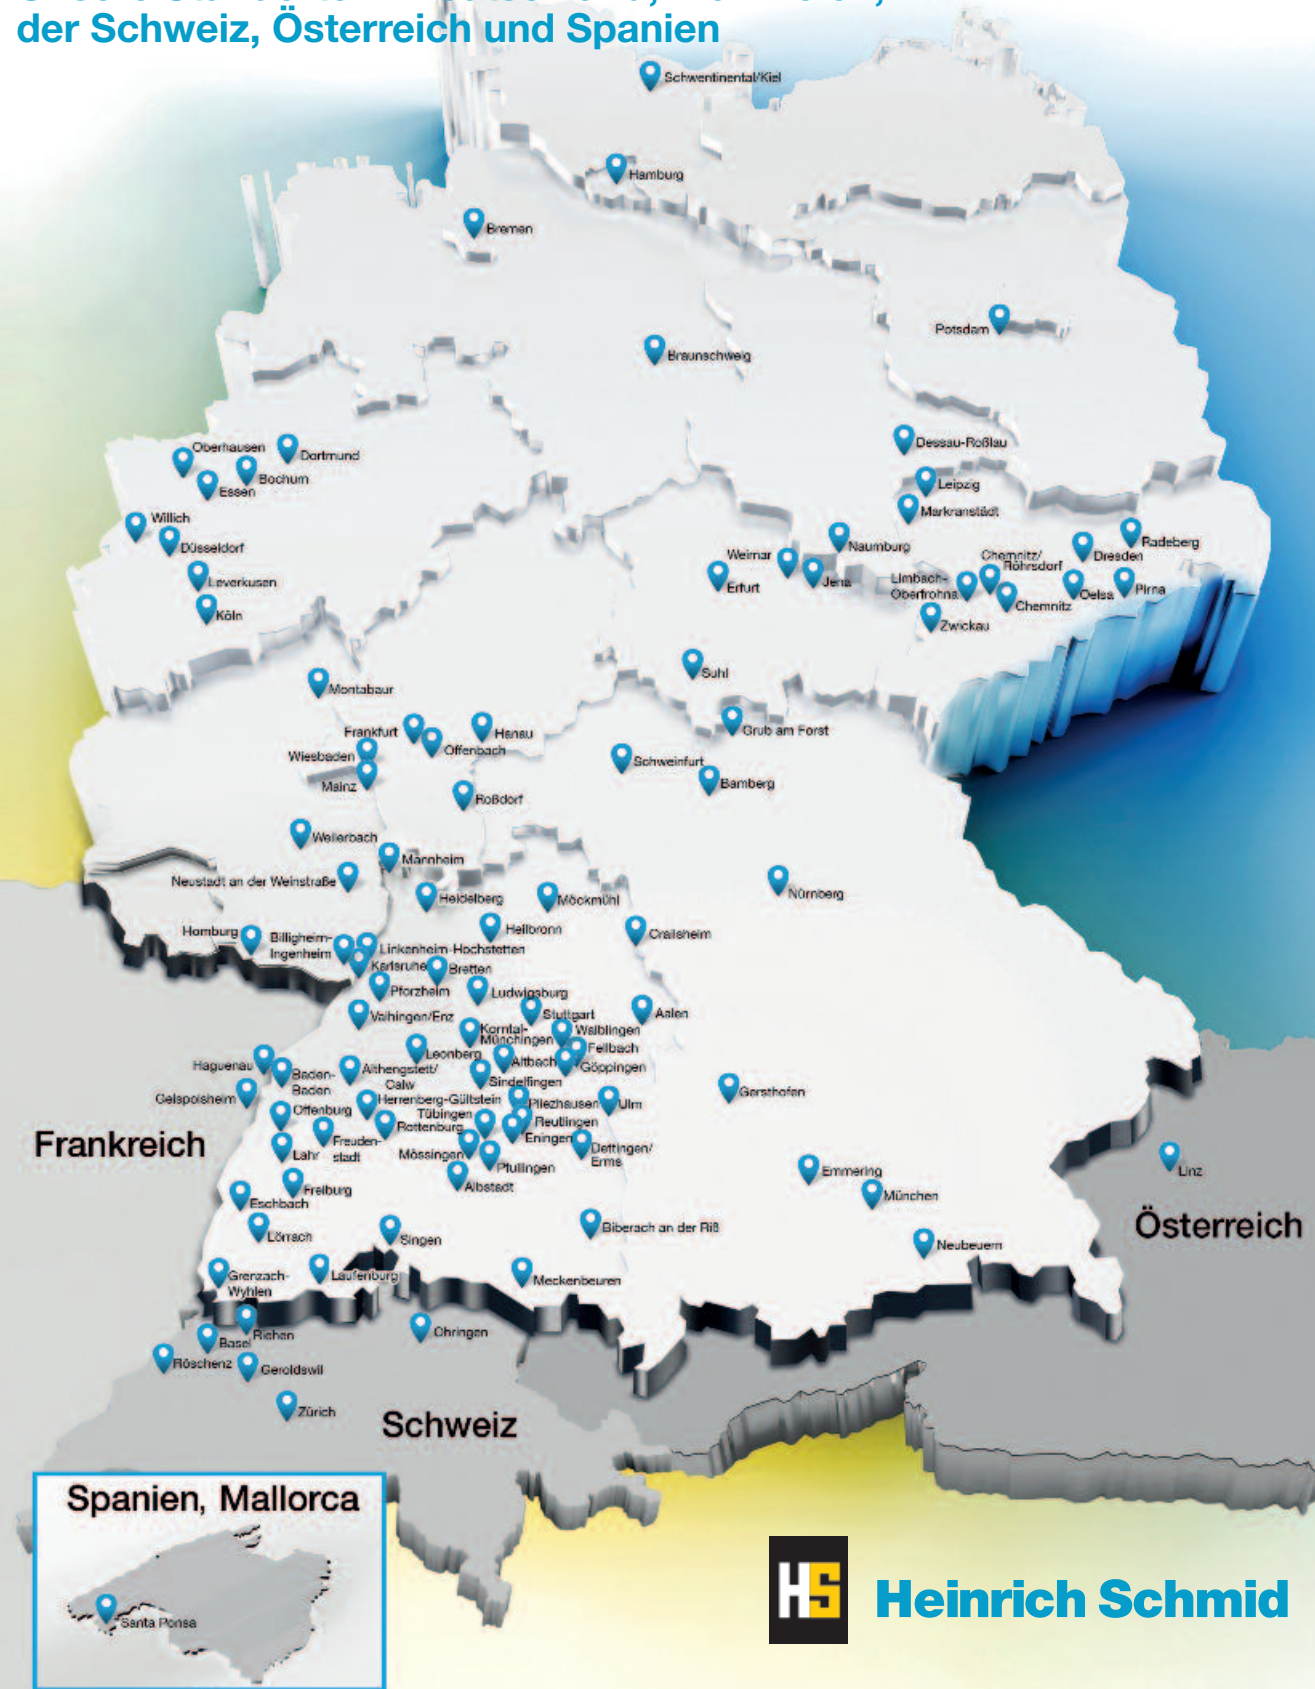 der Schweiz, Österreich und Spanien
Schwentinental/Kiel
Hamburg
Bremen
Potsdam
Braunschweig
Oberhausen
Dortmund
Bochum
Essen
Dessau-Roßlau
Leipzig
Markranstädt
Willich
Düsseldorf
Leverkusen
Köln
Naumburg
Weimar
Jena
Erfurt
Chemnitz/
Röhrsdorf
Limbach-
Oberfrohna
Chemnitz
Zwickau
Dresden
Radeberg
Oelsa
Pirna
Suhl
Montabaur
Frankfurt
Hanau
Offenbach
Wiesbaden
Mainz
Roßdorf
Grub am Forst
Schweinfurt
Bamberg
Weilerbach
Mannheim
Neustadt an der Weinstraße
Heidelberg
Möckmühl
Nürnberg
Homburg
Billigheim-
Ingenheim
Heilbronn
Crailsheim
Linkenheim-Hochstetten
Karlsruhe
Bretten
Pforzheim
Ludwigsburg
Vaihingen/Enz
Stuttgart
Aalen
Korntal-
Münchingen
Waiblingen
Fellbach
Leonberg
Altbach
Göppingen
Haguenau
Baden-
Baden
Althengstett/
Calw
Sindelfingen
Geispolsheim
Herrenberg-Gültstein
Pliezhausen
Ulm
Gersthofen
Offenburg
Tübingen
Rottenburg
Reutlingen
Eningen
Frankreich
Lahr
Freuden-
stadt
Mössingen
Dettingen/
Erms
Pfullingen
Albstadt
Emmering
München
Linz
Freiburg
Eschbach
Lörrach
Singen
Biberach an der Riß
Österreich
Neubeuern
Grenzach-
Wyhlen
Laufenburg
Meckenbeuren
Riehen
Basel
Ohringen
Röschenz
Geroldswil
Zürich
Schweiz
Spanien, Mallorca
Santa Ponsa
HS
Heinrich Schmid